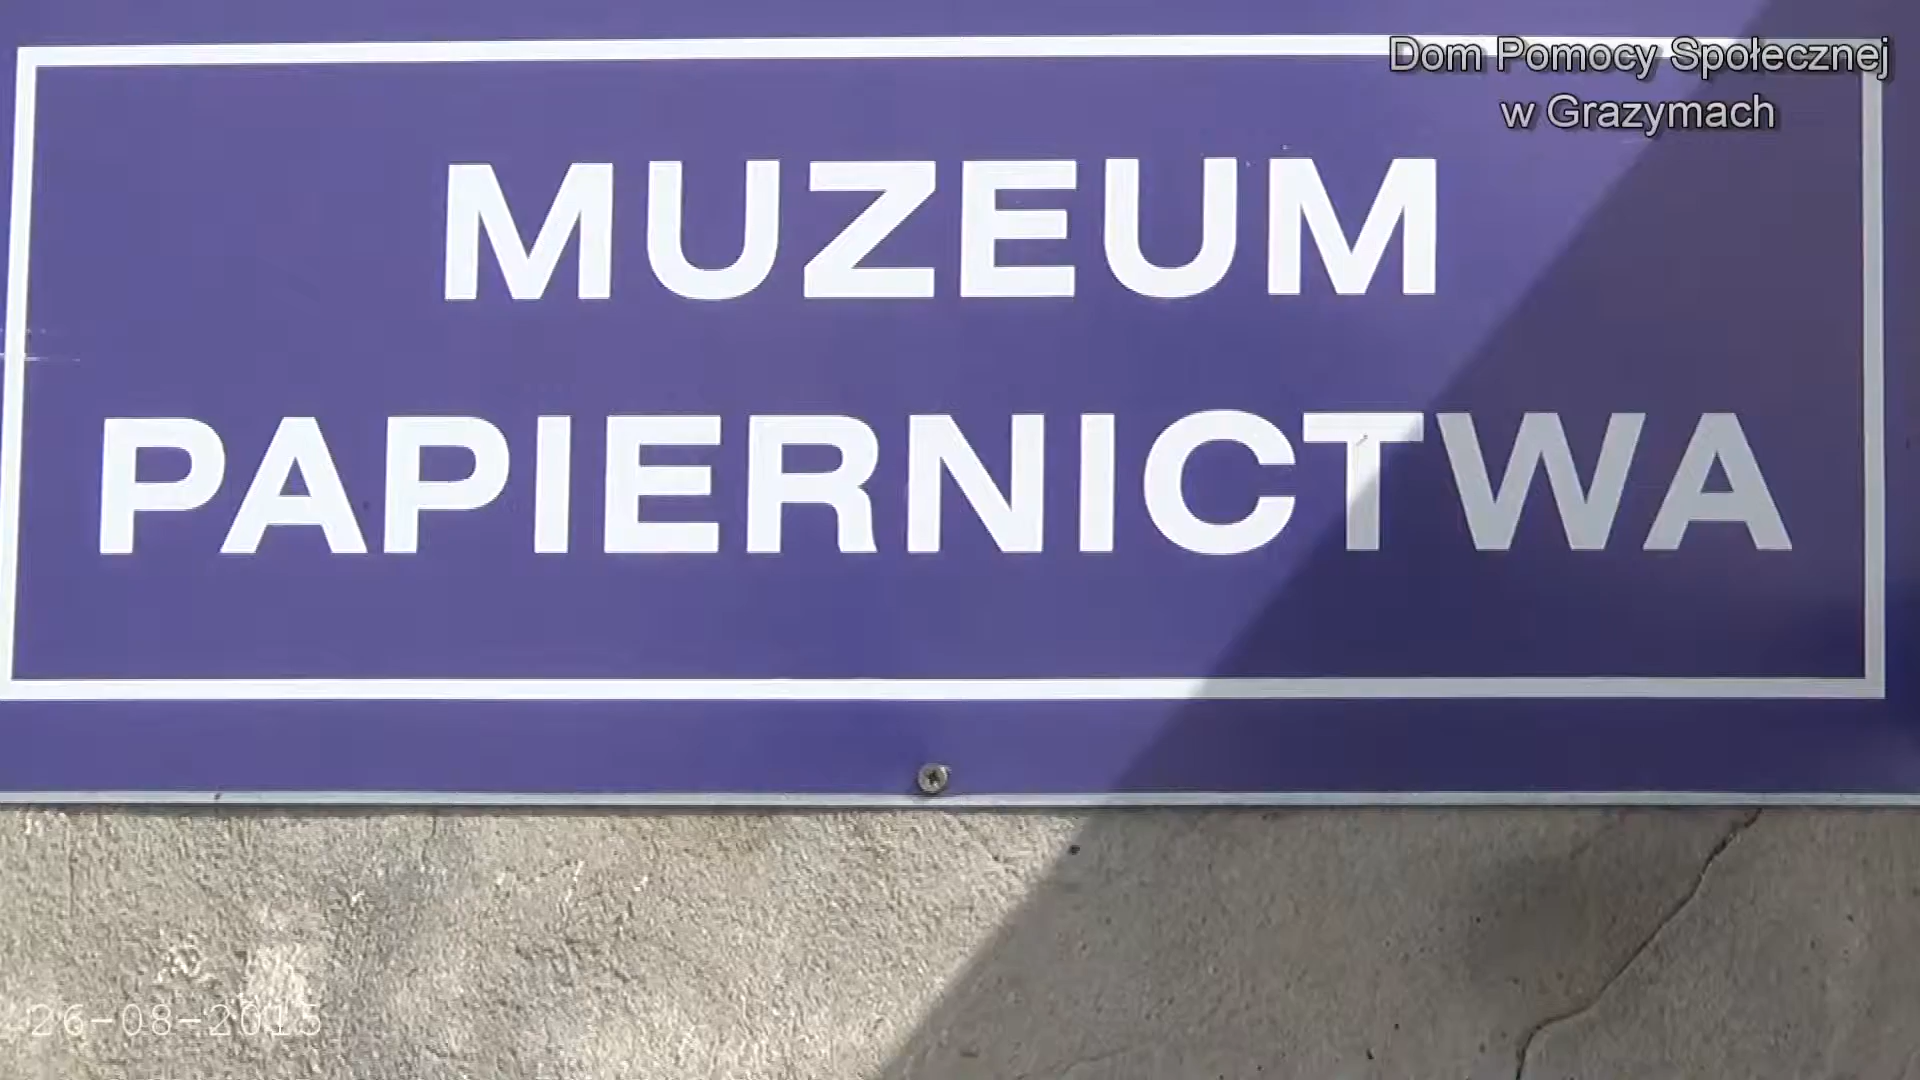 Dom Pomocy Społecznej
w Grazymach
MUZEUM
PAPIERNICTWA
26-08-2015